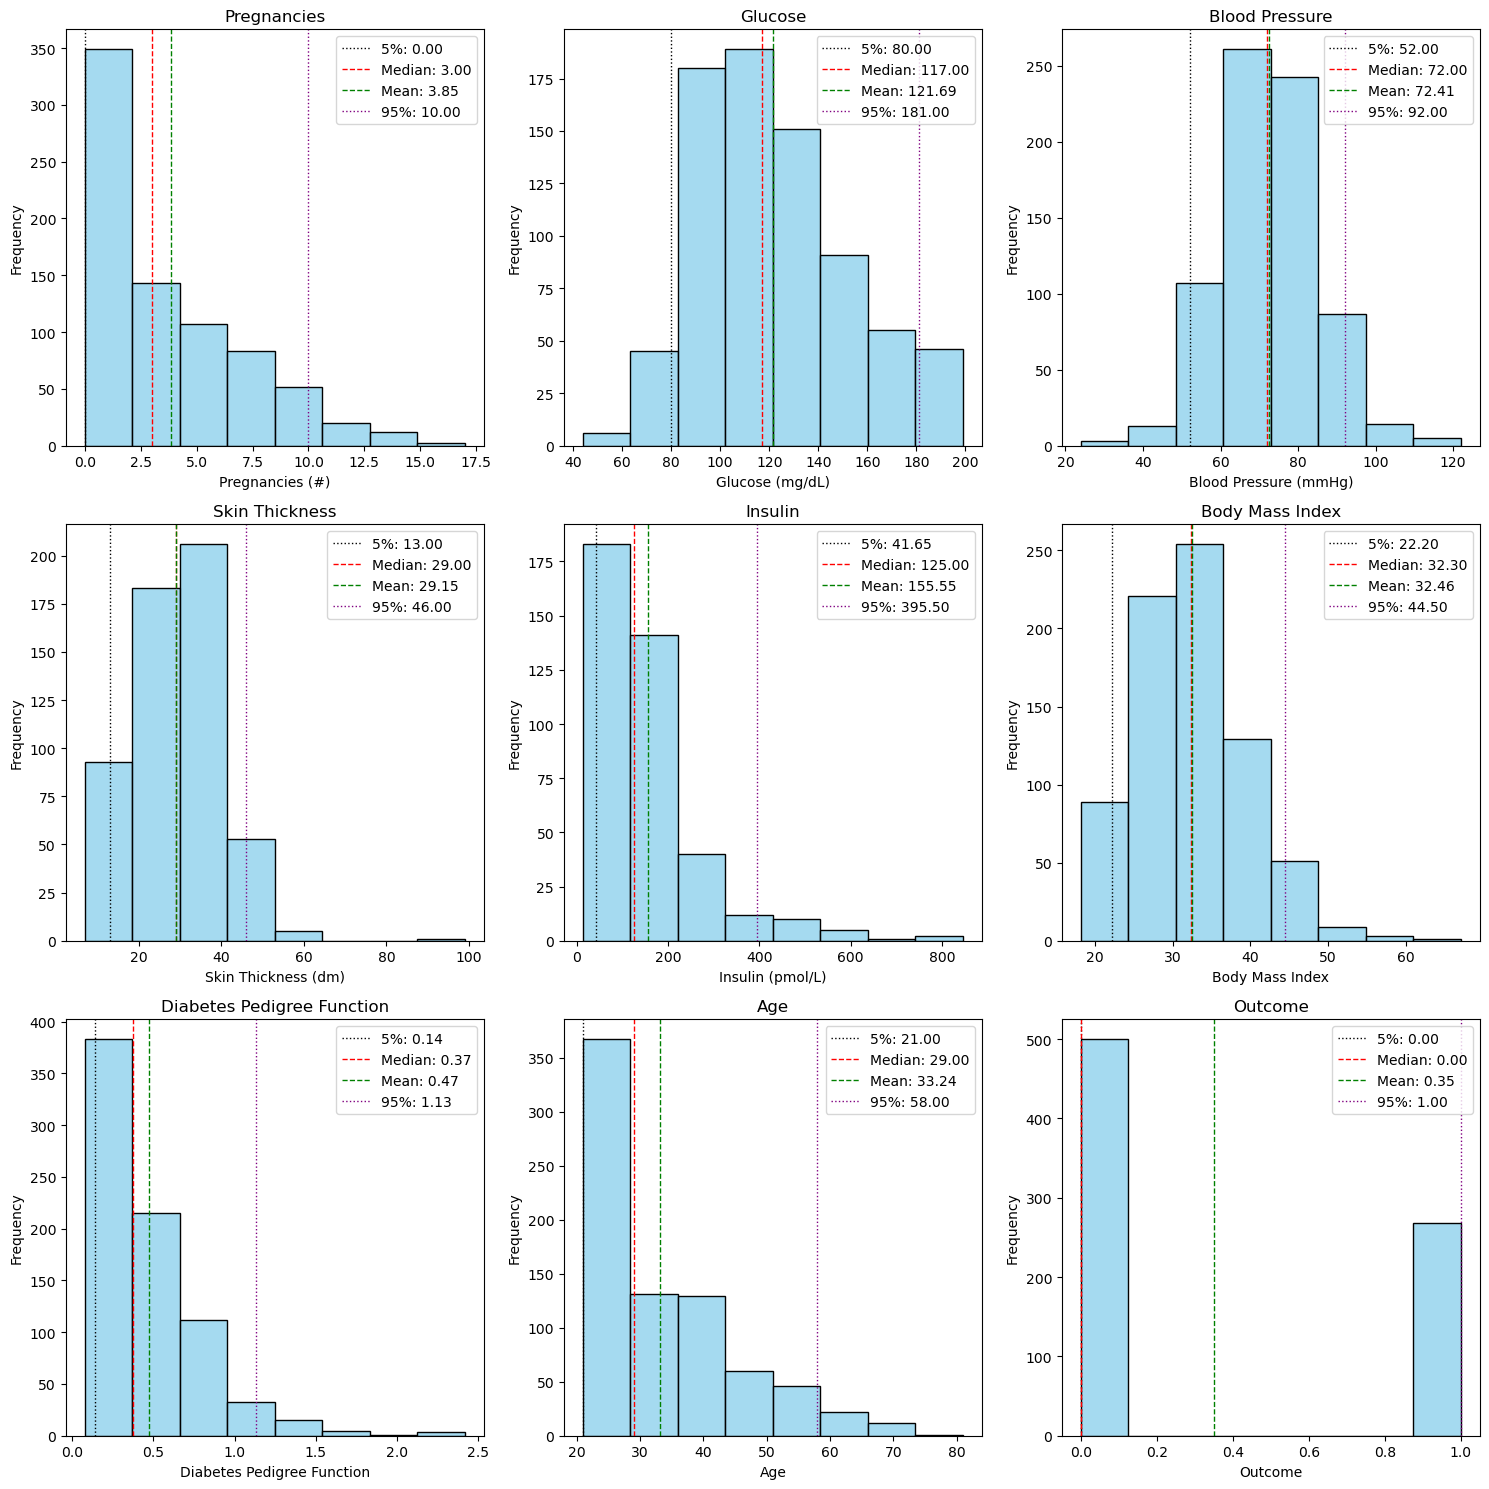 Pregnancies
5%: 0.00
Median: 3.00
Mean: 3.85
95%: 10.00
350
300
250
200
150
100
50
0
Frequency
0.0 2.5 5.0 7.5 10.0 12.5 15.0 17.5
Pregnancies (#)
Glucose
5%: 80.00
Median: 117.00
Mean: 121.69
95%: 181.00
175
150
125
100
75
50
25
0
Frequency
40 60 80 100 120 140 160 180 200
Glucose (mg/dL)
Blood Pressure
5%: 52.00
Median: 72.00
Mean: 72.41
95%: 92.00
250
200
150
100
50
0
Frequency
20 40 60 80 100 120
Blood Pressure (mmHg)
Skin Thickness
5%: 13.00
Median: 29.00
Mean: 29.15
95%: 46.00
200
175
150
125
100
75
50
25
0
Frequency
20 40 60 80 100
Skin Thickness (dm)
Insulin
5%: 41.65
Median: 125.00
Mean: 155.55
95%: 395.50
175
150
125
100
75
50
25
0
Frequency
0 200 400 600 800
Insulin (pmol/L)
Body Mass Index
5%: 22.20
Median: 32.30
Mean: 32.46
95%: 44.50
250
200
150
100
50
0
Frequency
20 30 40 50 60
Body Mass Index
Diabetes Pedigree Function
5%: 0.14
Median: 0.37
Mean: 0.47
95%: 1.13
400
350
300
250
200
150
100
50
0
Frequency
0.0 0.5 1.0 1.5 2.0 2.5
Diabetes Pedigree Function
Age
5%: 21.00
Median: 29.00
Mean: 33.24
95%: 58.00
350
300
250
200
150
100
50
0
Frequency
20 30 40 50 60 70 80
Age
Outcome
5%: 0.00
Median: 0.00
Mean: 0.35
95%: 1.00
500
400
300
200
100
0
Frequency
0.0 0.2 0.4 0.6 0.8 1.0
Outcome